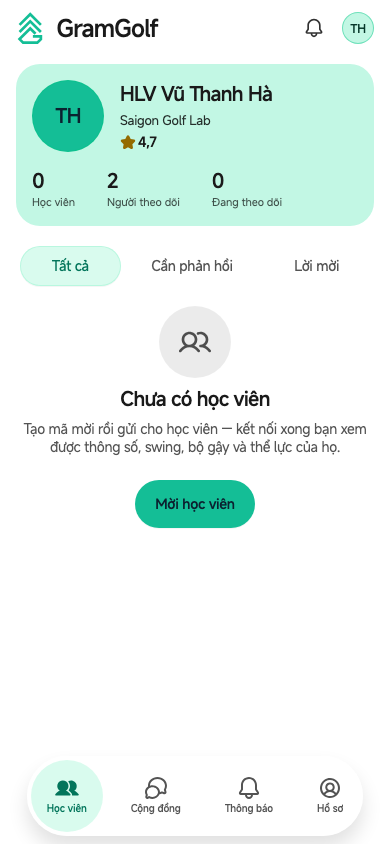 GramGolf
TH
TH
HLV Vũ Thanh Hà
Saigon Golf Lab
4,7
0
2
0
Học viên
Người theo dõi
Đang theo dõi
Tất cả
Cần phản hồi
Lời mời
Chưa có học viên
Tạo mã mời rồi gửi cho học viên — kết nối xong bạn xem
được thông số, swing, bộ gậy và thể lực của họ.
Mời học viên
Học viên
Cộng đồng
Thông báo
Hồ sơ